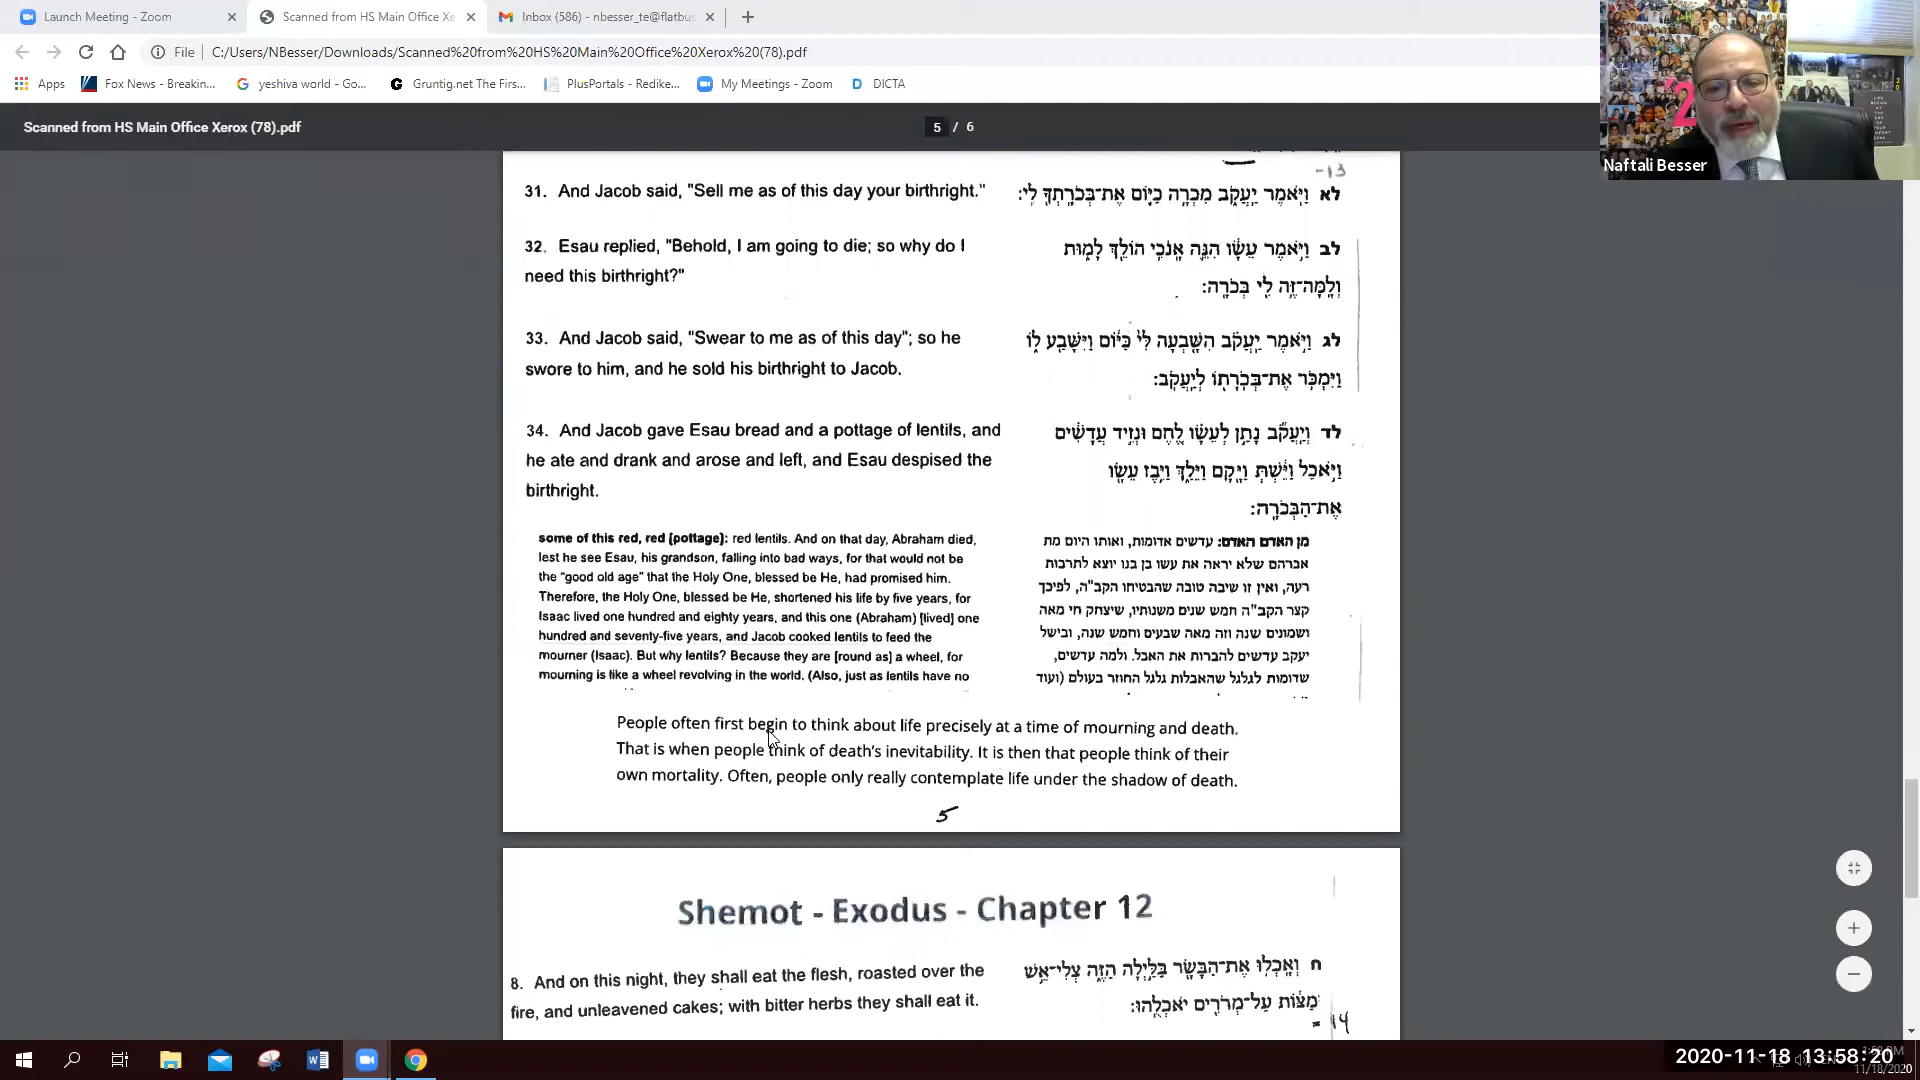 Launch Meeting - Zoom
Scanned from HS Main Office Xe
Inbox (586) - nbesser_te@flatbus
File C:/Users/NBesser/Downloads/Scanned%20from%20HS%20Main%20Office%20Xerox%20(78).pdf
Apps Fox News - Breakin... yeshiva world - Go... Gruntig.net The Firs... PlusPortals - Redike... My Meetings - Zoom DICTA
Scanned from HS Main Office Xerox (78).pdf
5 / 6
Naftali Besser
-13
31. And Jacob said, "Sell me as of this day your birthright."
לא וַיֹּאמֶר יַעֲקֹב מִכְרָה כַיּוֹם אֶת־בְּכֹרָתְךָ לִי:
32. Esau replied, "Behold, I am going to die; so why do I
need this birthright?"
לב וַיֹּאמֶר עֵשָׂו הִנֵּה אָנֹכִי הוֹלֵךְ לָמוּת
וְלָמָּה־זֶּה לִי בְּכֹרָה:
33. And Jacob said, "Swear to me as of this day"; so he
swore to him, and he sold his birthright to Jacob.
לג וַיֹּאמֶר יַעֲקֹב הִשָּׁבְעָה לִּי כַּיּוֹם וַיִּשָּׁבַע לוֹ
וַיִּמְכֹּר אֶת־בְּכֹרָתוֹ לְיַעֲקֹב:
34. And Jacob gave Esau bread and a pottage of lentils, and
he ate and drank and arose and left, and Esau despised the
birthright.
לד וְיַעֲקֹב נָתַן לְעֵשָׂו לֶחֶם וּנְזִיד עֲדָשִׁים
וַיֹּאכַל וַיֵּשְׁתְּ וַיָּקָם וַיֵּלַךְ וַיִּבֶז עֵשָׂו
אֶת־הַבְּכֹרָה:
some of this red, red [pottage]: red lentils. And on that day, Abraham died,
lest he see Esau, his grandson, falling into bad ways, for that would not be
the "good old age" that the Holy One, blessed be He, had promised him.
Therefore, the Holy One, blessed be He, shortened his life by five years, for
Isaac lived one hundred and eighty years, and this one (Abraham) [lived] one
hundred and seventy-five years, and Jacob cooked lentils to feed the
mourner (Isaac). But why lentils? Because they are [round as] a wheel, for
mourning is like a wheel revolving in the world. (Also, just as lentils have no
מן האדם האדם: עדשים אדומות, ואותו היום מת
אברהם שלא יראה את עשו בן בנו יוצא לתרבות
רעה, ואין זו שיבה טובה שהבטיחו הקב"ה, לפיכך
קצר הקב"ה חמש שנים משנותיו, שיצחק חי מאה
ושמונים שנה וזה מאה שבעים וחמש שנה, ובישל
יעקב עדשים להברות את האבל. ולמה עדשים,
שדומות לגלגל שהאבלות גלגל החוזר בעולם (ועוד
People often first begin to think about life precisely at a time of mourning and death.
That is when people think of death's inevitability. It is then that people think of their
own mortality. Often, people only really contemplate life under the shadow of death.
5
Shemot - Exodus - Chapter 12
8. And on this night, they shall eat the flesh, roasted over the
fire, and unleavened cakes; with bitter herbs they shall eat it.
ח וְאָכְלוּ אֶת־הַבָּשָׂר בַּלַּיְלָה הַזֶּה צְלִי־אֵשׁ
וּמַצּוֹת עַל־מְרֹרִים יֹאכְלֻהוּ:
14
2020-11-18 13:58:20
11/18/2020